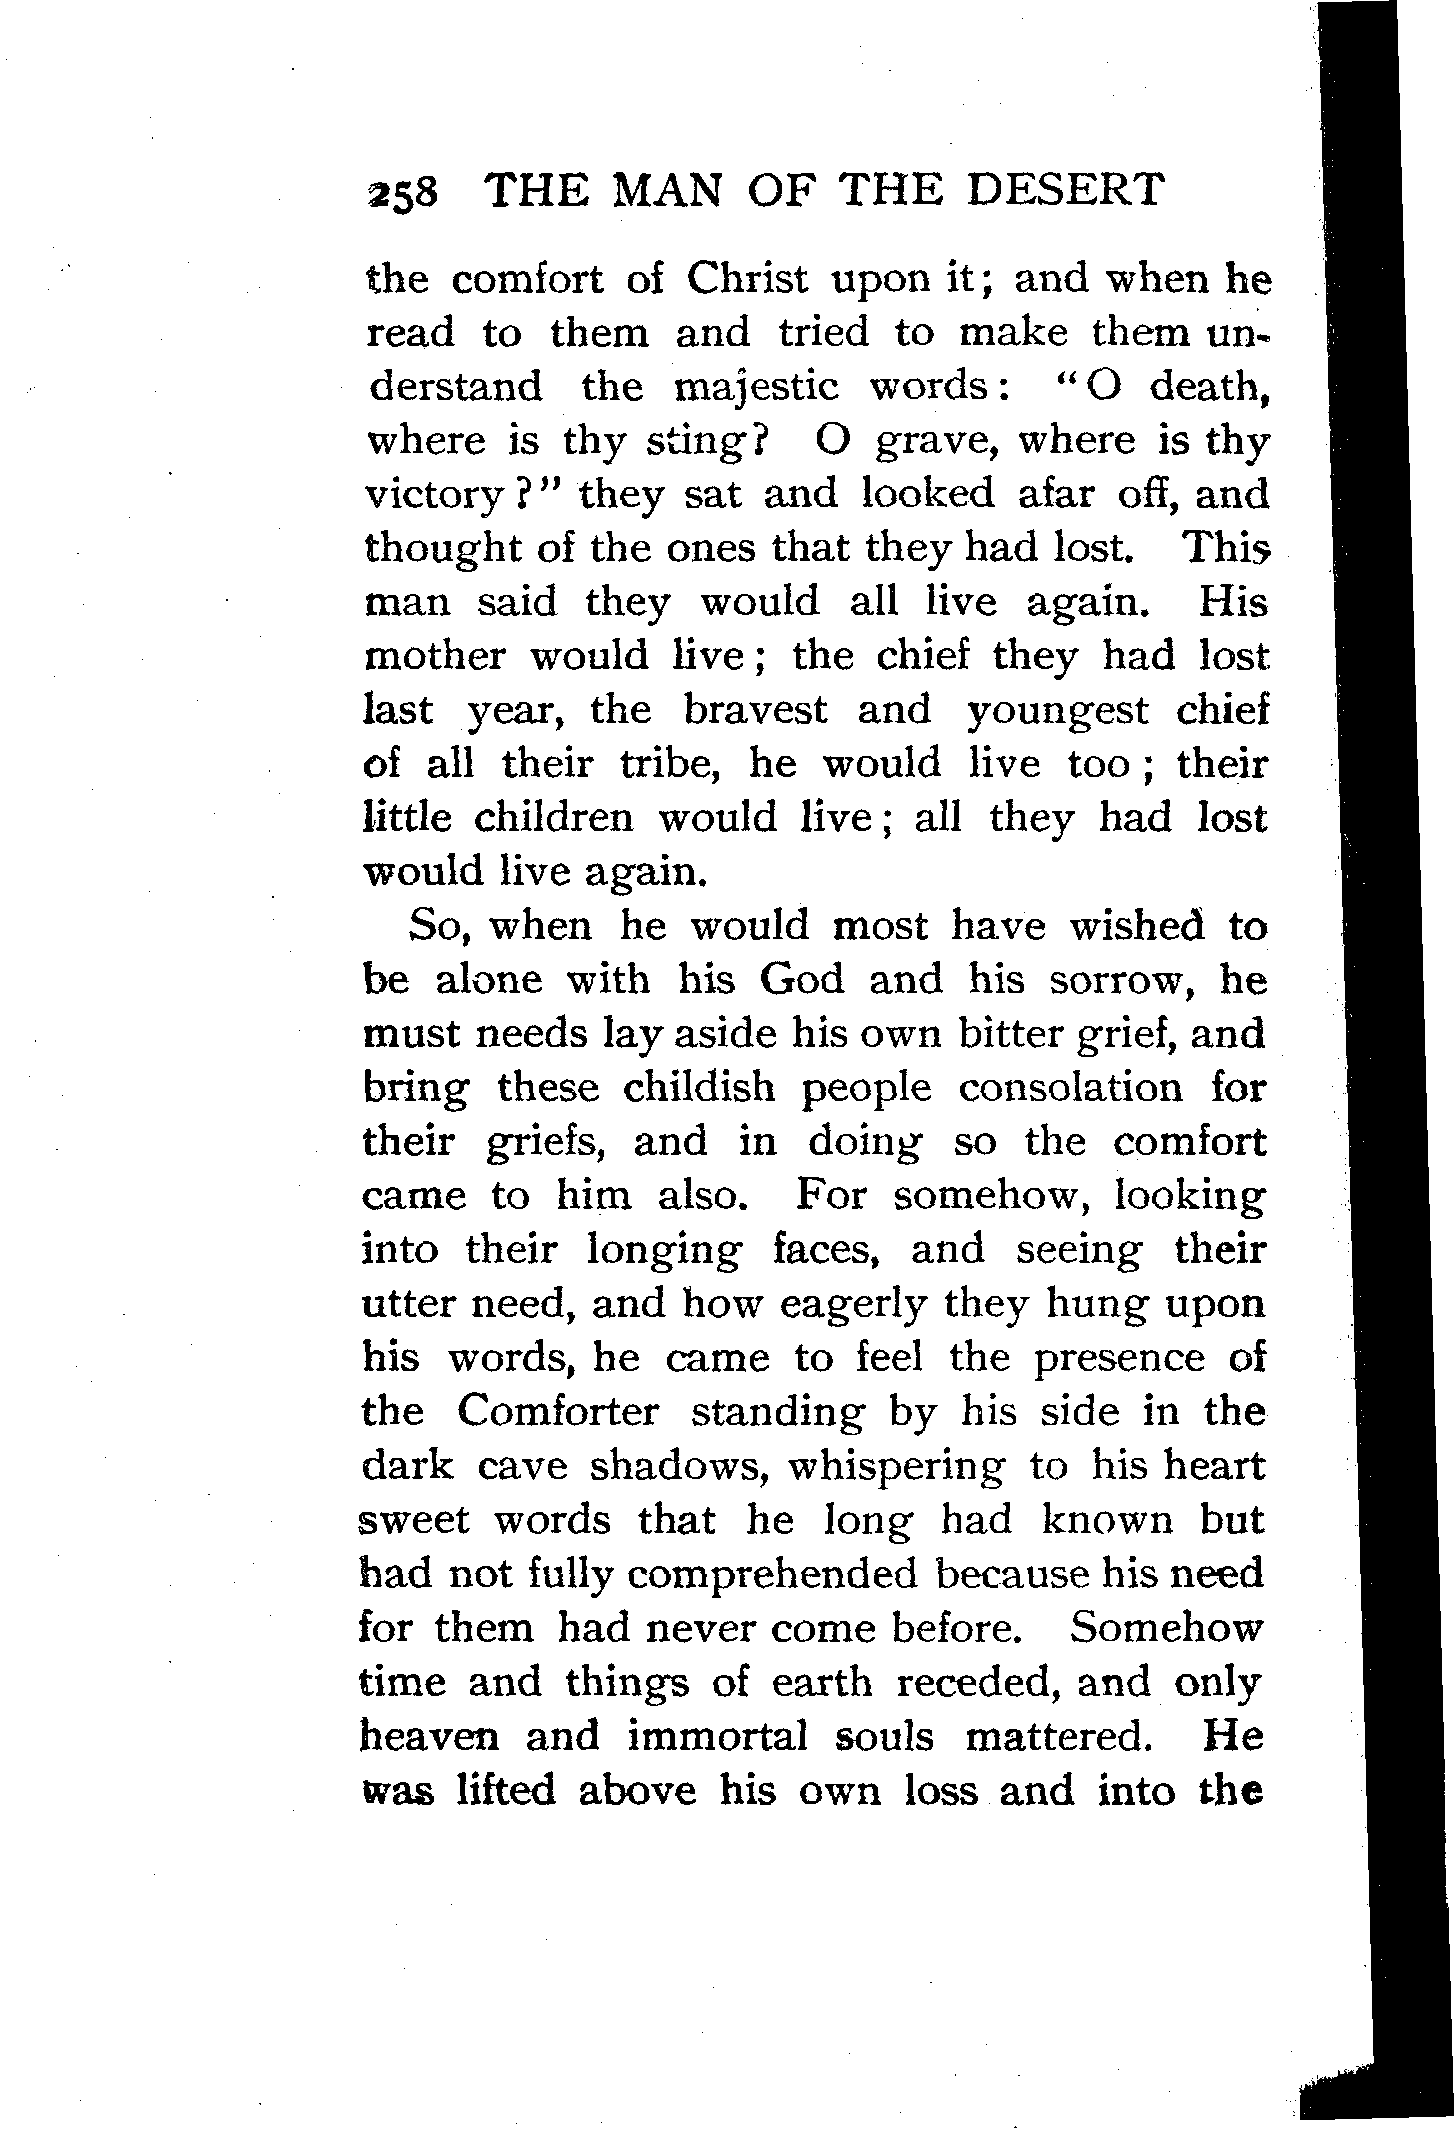 258 THE MAN OF THE DESERT
the comfort of Christ upon it; and when he
read to them and tried to make them un-
derstand the majestic words: "O death,
where is thy sting? O grave, where is thy
victory?" they sat and looked afar off, and
thought of the ones that they had lost. This
man said they would all live again. His
mother would live; the chief they had lost
last year, the bravest and youngest chief
of all their tribe, he would live too; their
little children would live; all they had lost
would live again.
So, when he would most have wished to
be alone with his God and his sorrow, he
must needs lay aside his own bitter grief, and
bring these childish people consolation for
their griefs, and in doing so the comfort
came to him also. For somehow, looking
into their longing faces, and seeing their
utter need, and how eagerly they hung upon
his words, he came to feel the presence of
the Comforter standing by his side in the
dark cave shadows, whispering to his heart
sweet words that he long had known but
had not fully comprehended because his need
for them had never come before. Somehow
time and things of earth receded, and only
heaven and immortal souls mattered. He
was lifted above his own loss and into the